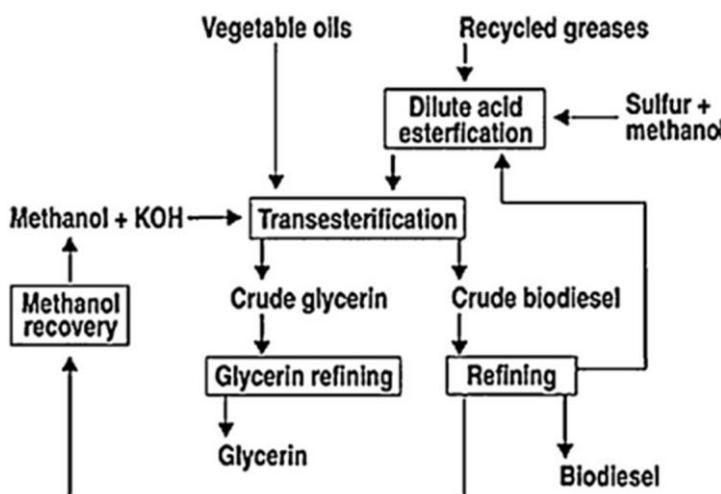 Vegetable oils
Recycled greases
Dilute acid
esterfication
Sulfur +
methanol
Methanol + KOH
Transesterification
Methanol
recovery
Crude glycerin
Crude biodiesel
Glycerin refining
Refining
Glycerin
Biodiesel